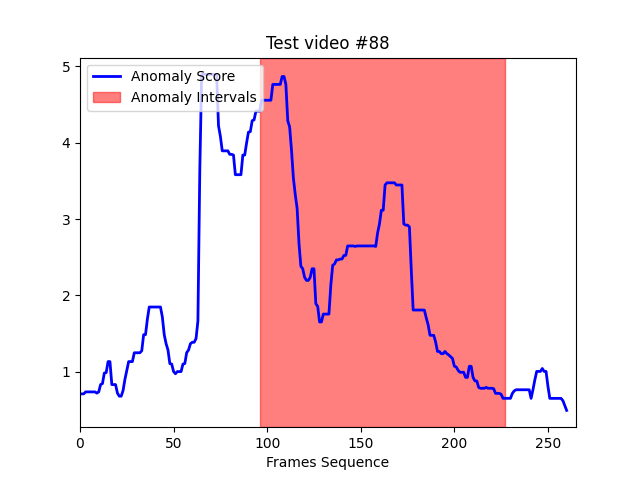 Test video #88
Anomaly Score
Anomaly Intervals
5
4
3
2
1
0 50 100 150 200 250
Frames Sequence